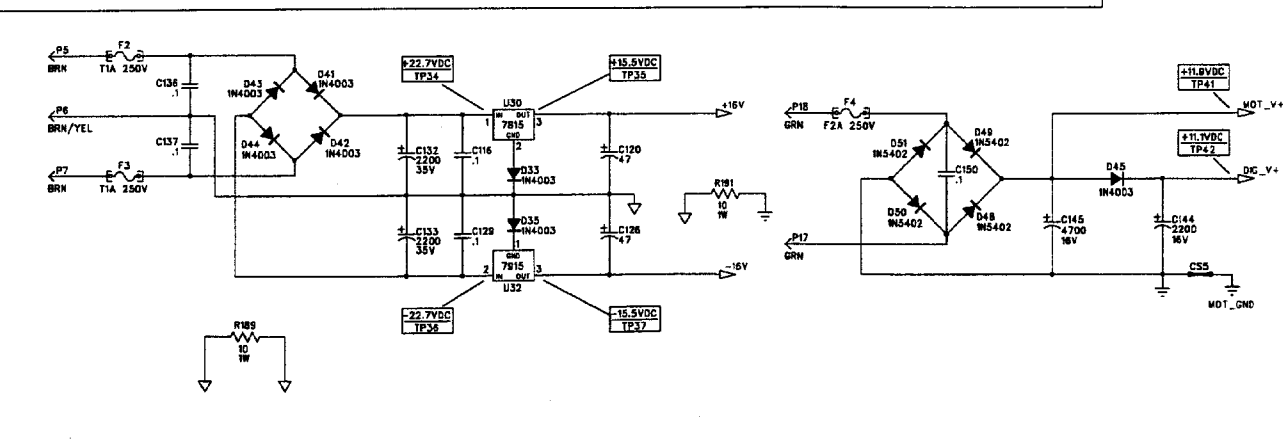 P5
BRN
F2
T1A 250V
C136
.1
P6
BRN/YEL
C137
.1
P7
BRN
F3
T1A 250V
D43
1N4003
D41
1N4003
D44
1N4003
D42
1N4003
+22.7VDC
TP34
+15.5VDC
TP35
U30
IN OUT
7815
GND
1
3
2
+16V
C132
2200
35V
C116
.1
D33
1N4003
C120
47
D35
1N4003
C133
2200
35V
C129
.1
C126
47
1
GND
7915
IN OUT
2
3
U32
-16V
-22.7VDC
TP36
-15.5VDC
TP37
R189
10
1W
R191
10
1W
P18
GRN
F4
F2A 250V
D51
1N5402
D49
1N5402
C150
.1
D50
1N5402
D48
1N5402
P17
GRN
C145
4700
16V
D45
1N4003
C144
2200
16V
+11.9VDC
TP41
MOT_V+
+11.1VDC
TP42
DIG_V+
CS5
MOT_GND